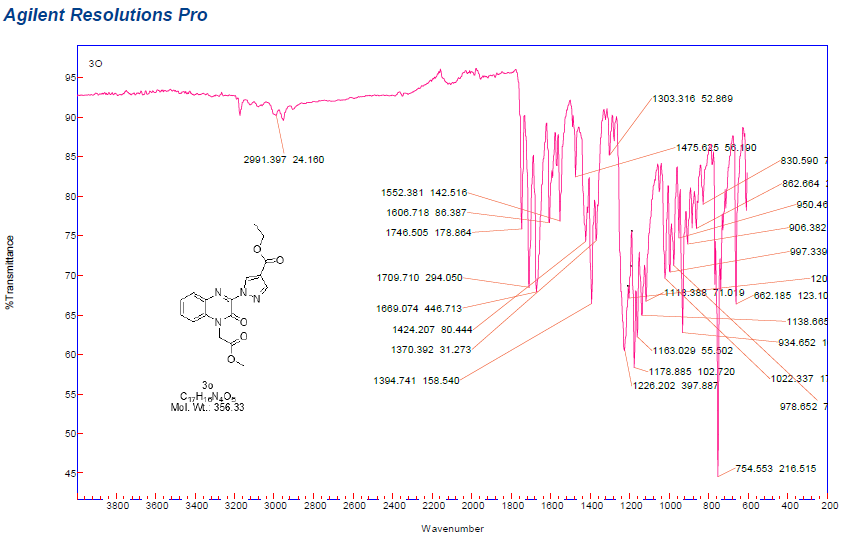 Agilent Resolutions Pro
3O
95
90
85
80
75
70
65
60
55
50
45
%Transmittance
2991.397 24.160
1552.381 142.516
1606.718 86.387
1746.505 178.864
1709.710 294.050
1669.074 446.713
1424.207 80.444
1370.392 31.273
1394.741 158.540
1303.316 52.869
1475.625 56.190
830.590 7
862.664
950.46
906.382
997.339
120
1118.388 71.019
662.185 123.10
1138.665
1163.029 55.502
934.652 1
1178.885 102.720
1022.337 1
1226.202 397.887
978.652 7
754.553 216.515
O
O
N
N
N
N
O
O
O
3o
C17H16N4O5
Mol. Wt.: 356.33
3800 3600 3400 3200 3000 2800 2600 2400 2200 2000 1800 1600 1400 1200 1000 800 600 400 200
Wavenumber